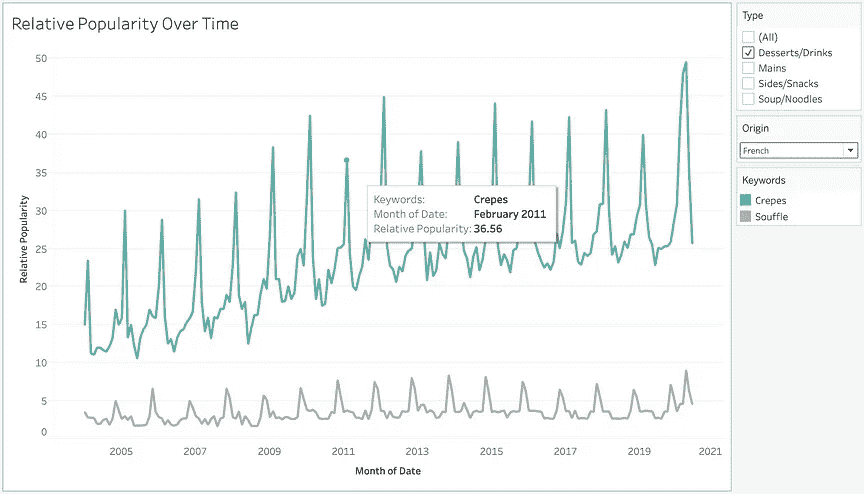 Relative Popularity Over Time
50
45
40
35
30
25
20
15
10
5
0
Relative Popularity
Keywords: Crepes
Month of Date: February 2011
Relative Popularity: 36.56
2005 2007 2009 2011 2013 2015 2017 2019 2021
Month of Date
Type
(All)
Desserts/Drinks
Mains
Sides/Snacks
Soup/Noodles
Origin
French
Keywords
Crepes
Souffle